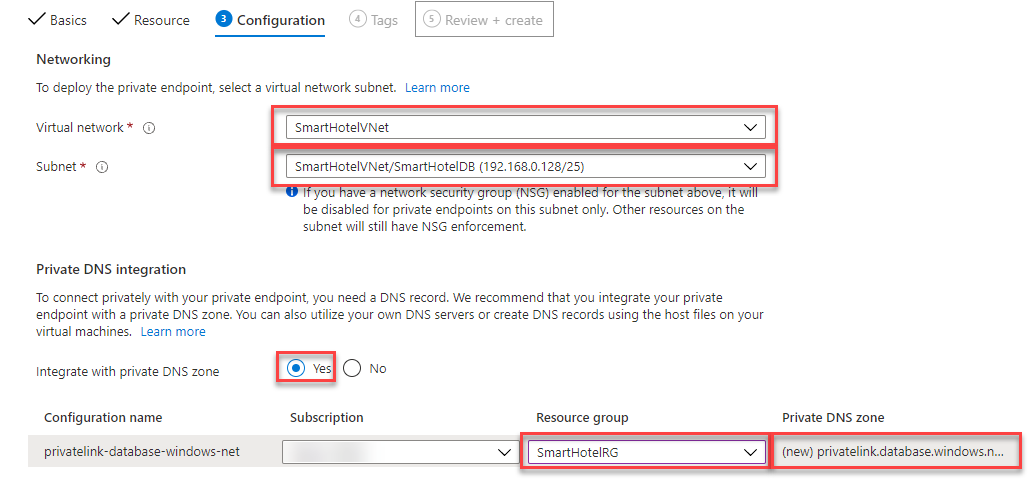 Basics Resource 3 Configuration 4 Tags 5 Review + create
Networking
To deploy the private endpoint, select a virtual network subnet. Learn more
Virtual network * SmartHotelVNet
Subnet * SmartHotelVNet/SmartHotelDB (192.168.0.128/25)
If you have a network security group (NSG) enabled for the subnet above, it will
be disabled for private endpoints on this subnet only. Other resources on the
subnet will still have NSG enforcement.
Private DNS integration
To connect privately with your private endpoint, you need a DNS record. We recommend that you integrate your private
endpoint with a private DNS zone. You can also utilize your own DNS servers or create DNS records using the host files on your
virtual machines. Learn more
Integrate with private DNS zone Yes No
Configuration name Subscription Resource group Private DNS zone
privatelink-database-windows-net SmartHotelRG (new) privatelink.database.windows.n...